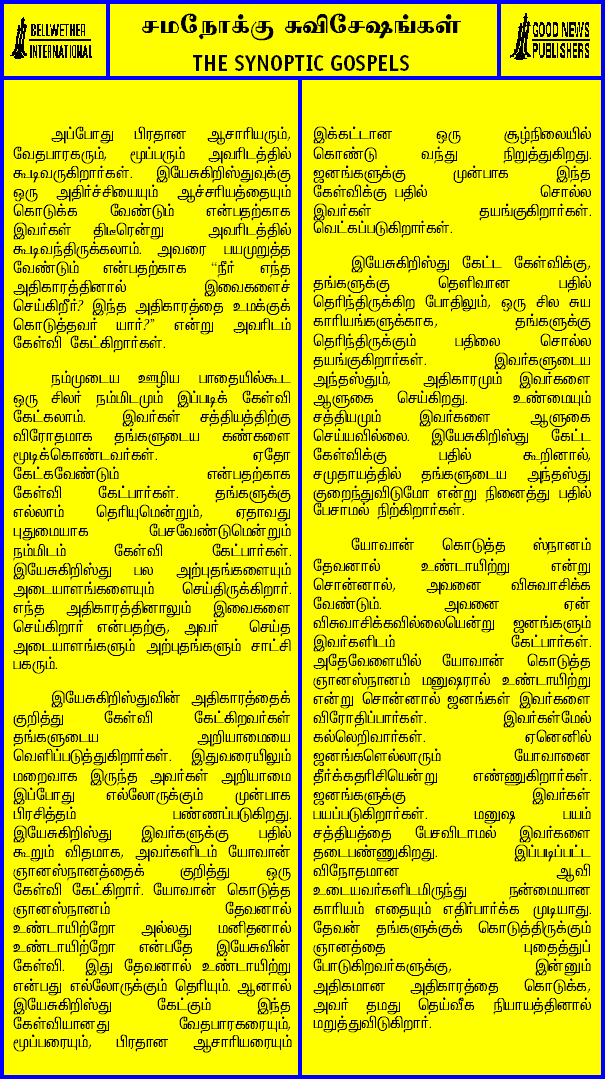 BELLWETHER
INTERNATIONAL
சமநோக்கு சுவிசேஷங்கள்
THE SYNOPTIC GOSPELS
GOOD NEWS
PUBLISHERS
அப்போது பிரதான ஆசாரியரும்,
வேதபாரகரும், மூப்பரும் அவரிடத்தில்
கூடிவருகிறார்கள். இயேசுகிறிஸ்துவுக்கு
ஒரு அதிர்ச்சியையும் ஆச்சரியத்தையும்
கொடுக்க வேண்டும் என்பதற்காக
இவர்கள் திடீரென்று அவரிடத்தில்
கூடிவந்திருக்கலாம். அவரை பயமுறுத்த
வேண்டும் என்பதற்காக “நீர் எந்த
அதிகாரத்தினால் இவைகளைச்
செய்கிறீர்? இந்த அதிகாரத்தை உமக்குக்
கொடுத்தவர் யார்?” என்று அவரிடம்
கேள்வி கேட்கிறார்கள்.
நம்முடைய ஊழிய பாதையில்கூட
ஒரு சிலர் நம்மிடமும் இப்படிக் கேள்வி
கேட்கலாம். இவர்கள் சத்தியத்திற்கு
விரோதமாக தங்களுடைய கண்களை
மூடிக்கொண்டவர்கள். ஏதோ
கேட்கவேண்டும் என்பதற்காக
கேள்வி கேட்பார்கள். தங்களுக்கு
எல்லாம் தெரியுமென்றும், ஏதாவது
புதுமையாக பேசவேண்டுமென்றும்
நம்மிடம் கேள்வி கேட்பார்கள்.
இயேசுகிறிஸ்து பல அற்புதங்களையும்
அடையாளங்களையும் செய்திருக்கிறார்.
எந்த அதிகாரத்தினாலும் இவைகளை
செய்கிறார் என்பதற்கு, அவர் செய்த
அடையாளங்களும் அற்புதங்களும் சாட்சி
பகரும்.
இயேசுகிறிஸ்துவின் அதிகாரத்தைக்
குறித்து கேள்வி கேட்கிறவர்கள்
தங்களுடைய அறியாமையை
வெளிப்படுத்துகிறார்கள். இதுவரையிலும்
மறைவாக இருந்த அவர்கள் அறியாமை
இப்போது எல்லோருக்கும் முன்பாக
பிரசித்தம் பண்ணப்படுகிறது.
இயேசுகிறிஸ்து இவர்களுக்கு பதில்
கூறும் விதமாக, அவர்களிடம் யோவான்
ஞானஸ்நானத்தைக் குறித்து ஒரு
கேள்வி கேட்கிறார். யோவான் கொடுத்த
ஞானஸ்நானம் தேவனால்
உண்டாயிற்றோ அல்லது மனிதனால்
உண்டாயிற்றோ என்பதே இயேசுவின்
கேள்வி. இது தேவனால் உண்டாயிற்று
என்பது எல்லோருக்கும் தெரியும். ஆனால்
இயேசுகிறிஸ்து கேட்கும் இந்த
கேள்வியானது வேதபாரகரையும்,
மூப்பரையும், பிரதான ஆசாரியரையும்
இக்கட்டான ஒரு சூழ்நிலையில்
கொண்டு வந்து நிறுத்துகிறது.
ஜனங்களுக்கு முன்பாக இந்த
கேள்விக்கு பதில் சொல்ல
இவர்கள் தயங்குகிறார்கள்.
வெட்கப்படுகிறார்கள்.
இயேசுகிறிஸ்து கேட்ட கேள்விக்கு,
தங்களுக்கு தெளிவான பதில்
தெரிந்திருக்கிற போதிலும், ஒரு சில சுய
காரியங்களுக்காக, தங்களுக்கு
தெரிந்திருக்கும் பதிலை சொல்ல
தயங்குகிறார்கள். இவர்களுடைய
அந்தஸ்தும், அதிகாரமும் இவர்களை
ஆளுகை செய்கிறது. உண்மையும்
சத்தியமும் இவர்களை ஆளுகை
செய்யவில்லை. இயேசுகிறிஸ்து கேட்ட
கேள்விக்கு பதில் கூறினால்,
சமுதாயத்தில் தங்களுடைய அந்தஸ்து
குறைந்துவிடுமோ என்று நினைத்து பதில்
பேசாமல் நிற்கிறார்கள்.
யோவான் கொடுத்த ஸ்நானம்
தேவனால் உண்டாயிற்று என்று
சொன்னால், அவனை விசுவாசிக்க
வேண்டும். அவனை ஏன்
விசுவாசிக்கவில்லையென்று ஜனங்களும்
இவர்களிடம் கேட்பார்கள்.
அதேவேளையில் யோவான் கொடுத்த
ஞானஸ்நானம் மனுஷரால் உண்டாயிற்று
என்று சொன்னால் ஜனங்கள் இவர்களை
விரோதிப்பார்கள். இவர்கள்மேல்
கல்லெறிவார்கள். ஏனெனில்
ஜனங்களெல்லாரும் யோவானை
தீர்க்கதரிசியென்று எண்ணுகிறார்கள்.
ஜனங்களுக்கு இவர்கள்
பயப்படுகிறார்கள். மனுஷ பயம்
சத்தியத்தை பேசவிடாமல் இவர்களை
தடைபண்ணுகிறது. இப்படிப்பட்ட
விநோதமான ஆவி
உடையவர்களிடமிருந்து நன்மையான
காரியம் எதையும் எதிர்பார்க்க முடியாது.
தேவன் தங்களுக்குக் கொடுத்திருக்கும்
ஞானத்தை புதைத்துப்
போடுகிறவர்களுக்கு, இன்னும்
அதிகமான அதிகாரத்தை கொடுக்க,
அவர் தமது தெய்வீக நியாயத்தினால்
மறுத்துவிடுகிறார்.